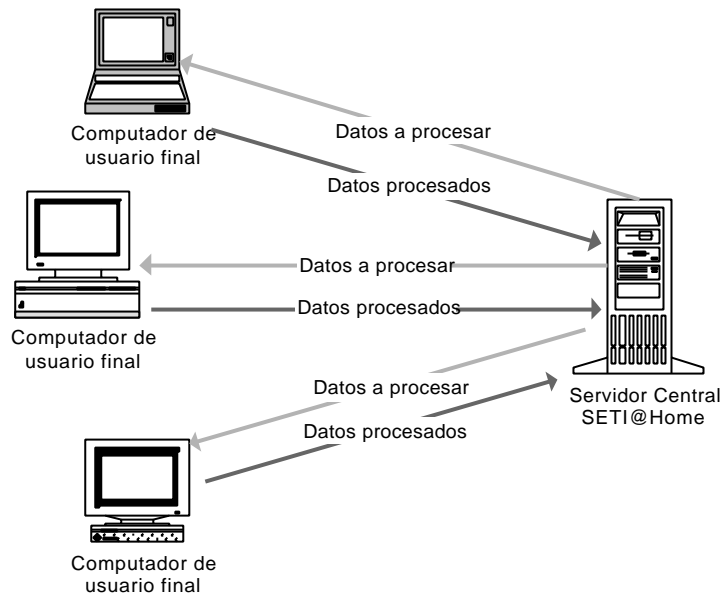 Computador de
usuario final
Datos a procesar
Datos procesados
Datos a procesar
Datos procesados
Computador de
usuario final
Datos a procesar
Datos procesados
Servidor Central
SETI@Home
Computador de
usuario final